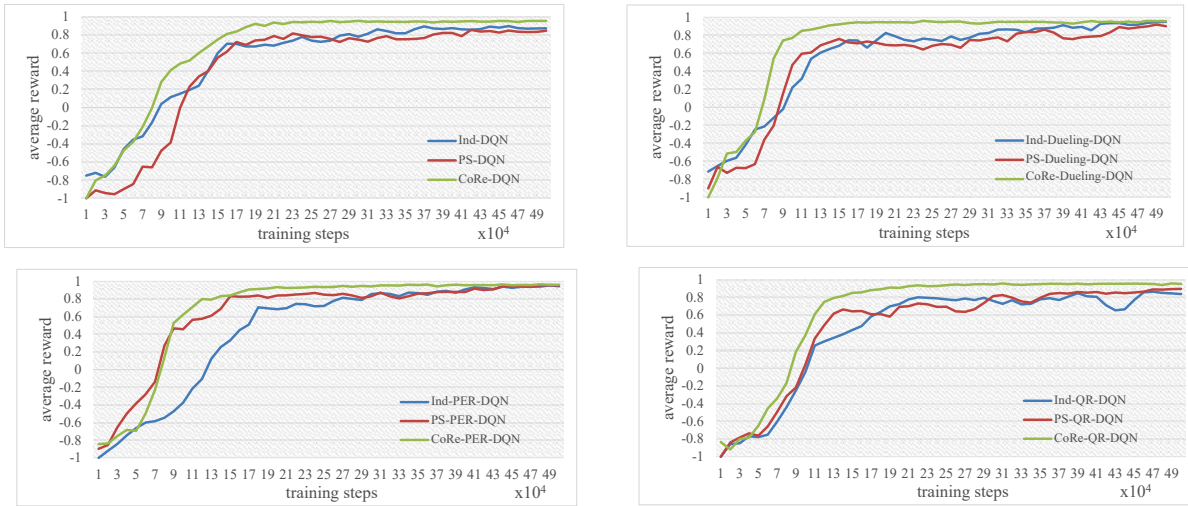 average reward
1
0.8
0.6
0.4
0.2
0
-0.2
-0.4
-0.6
-0.8
-1
Ind-DQN
PS-DQN
CoRe-DQN
1 3 5 7 9 11 13 15 17 19 21 23 25 27 29 31 33 35 37 39 41 43 45 47 49
training steps
x10⁴
average reward
1
0.8
0.6
0.4
0.2
0
-0.2
-0.4
-0.6
-0.8
-1
Ind-Dueling-DQN
PS-Dueling-DQN
CoRe-Dueling-DQN
1 3 5 7 9 11 13 15 17 19 21 23 25 27 29 31 33 35 37 39 41 43 45 47 49
training steps
x10⁴
average reward
1
0.8
0.6
0.4
0.2
0
-0.2
-0.4
-0.6
-0.8
-1
Ind-PER-DQN
PS-PER-DQN
CoRe-PER-DQN
1 3 5 7 9 11 13 15 17 19 21 23 25 27 29 31 33 35 37 39 41 43 45 47 49
training steps
x10⁴
average reward
1
0.8
0.6
0.4
0.2
0
-0.2
-0.4
-0.6
-0.8
-1
Ind-QR-DQN
PS-QR-DQN
CoRe-QR-DQN
1 3 5 7 9 11 13 15 17 19 21 23 25 27 29 31 33 35 37 39 41 43 45 47 49
training steps
x10⁴